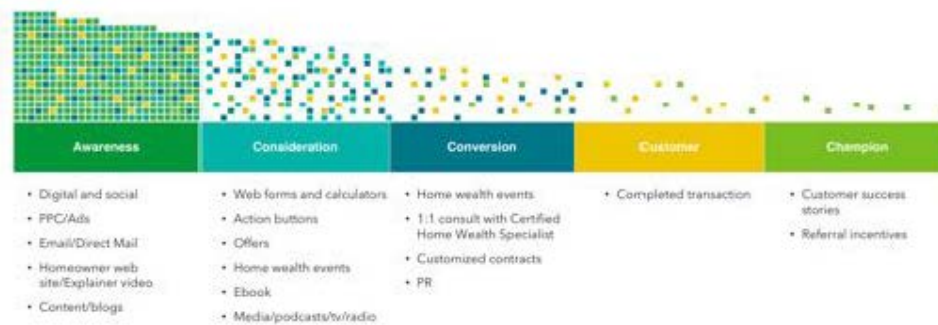 Awareness
Consideration
Conversion
Customer
Champion
• Digital and social
• PPC/Ads
• Email/Direct Mail
• Homeowner web
site/Explainer video
• Content/blogs
• Web forms and calculators
• Action buttons
• Offers
• Home wealth events
• Ebook
• Media/podcasts/tv/radio
• Home wealth events
• 1:1 consult with Certified
Home Wealth Specialist
• Customized contracts
• PR
• Completed transaction
• Customer success
stories
• Referral incentives